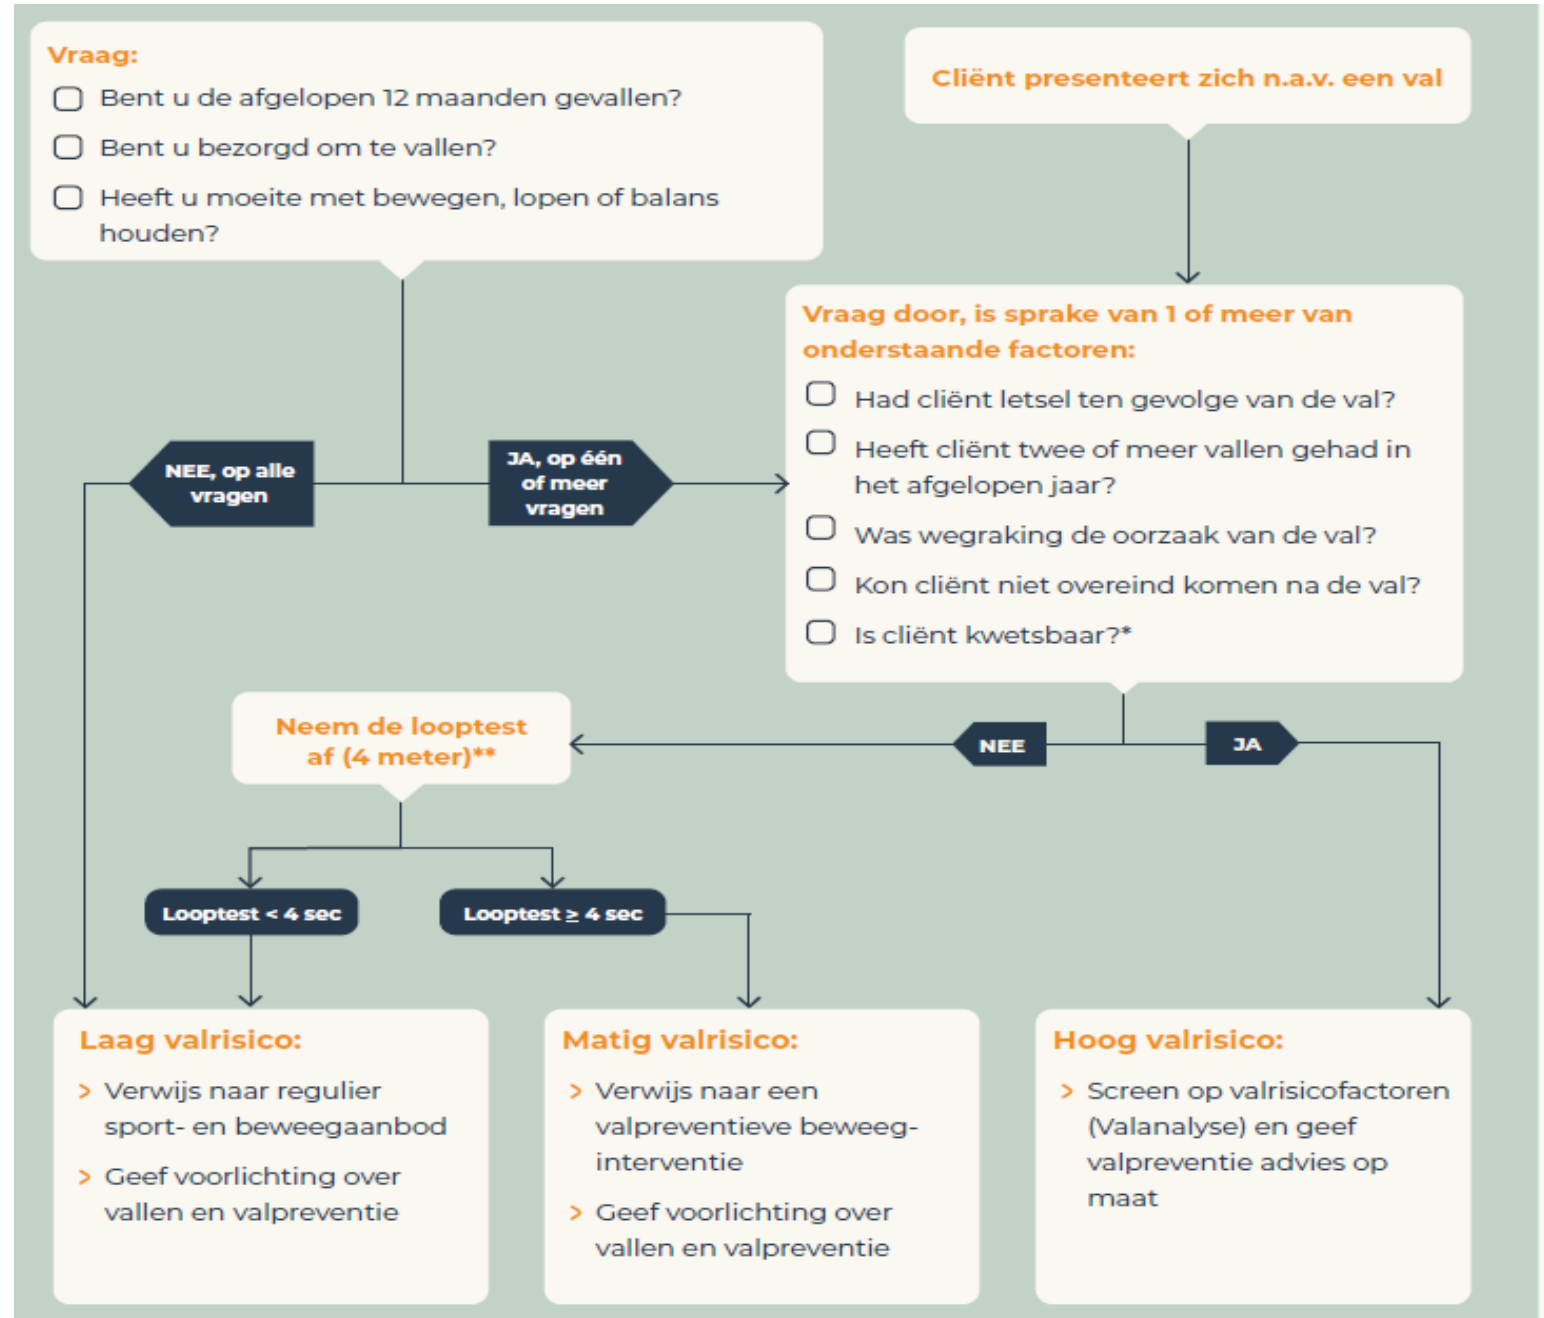 Vraag:
Bent u de afgelopen 12 maanden gevallen?
Bent u bezorgd om te vallen?
Heeft u moeite met bewegen, lopen of balans
houden?
Cliënt presenteert zich n.a.v. een val
Vraag door, is sprake van 1 of meer van
onderstaande factoren:
Had cliënt letsel ten gevolge van de val?
Heeft cliënt twee of meer vallen gehad in
het afgelopen jaar?
Was wegraking de oorzaak van de val?
Kon cliënt niet overeind komen na de val?
Is cliënt kwetsbaar?*
NEE, op alle
vragen
JA, op één
of meer
vragen
NEE
JA
Neem de looptest
af (4 meter)**
Looptest < 4 sec
Looptest ≥ 4 sec
Laag valrisico:
> Verwijs naar regulier
sport- en beweegaanbod
> Geef voorlichting over
vallen en valpreventie
Matig valrisico:
> Verwijs naar een
valpreventieve beweeg-
interventie
> Geef voorlichting over
vallen en valpreventie
Hoog valrisico:
> Screen op valrisicofactoren
(Valanalyse) en geef
valpreventie advies op
maat